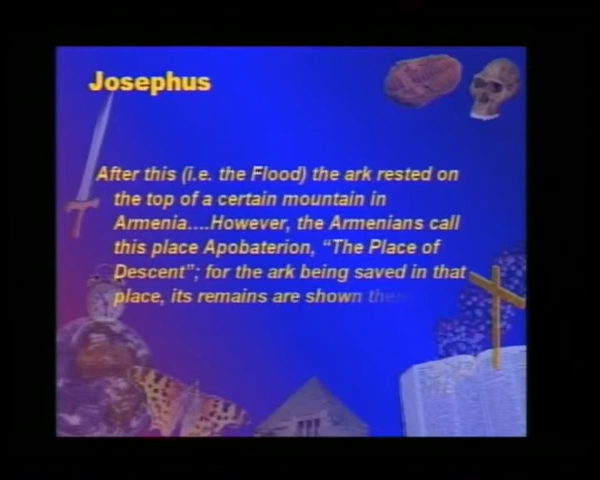 Josephus
After this (i.e. the Flood) the ark rested on
the top of a certain mountain in
Armenia....However, the Armenians call
this place Apobaterion, “The Place of
Descent”; for the ark being saved in that
place, its remains are shown